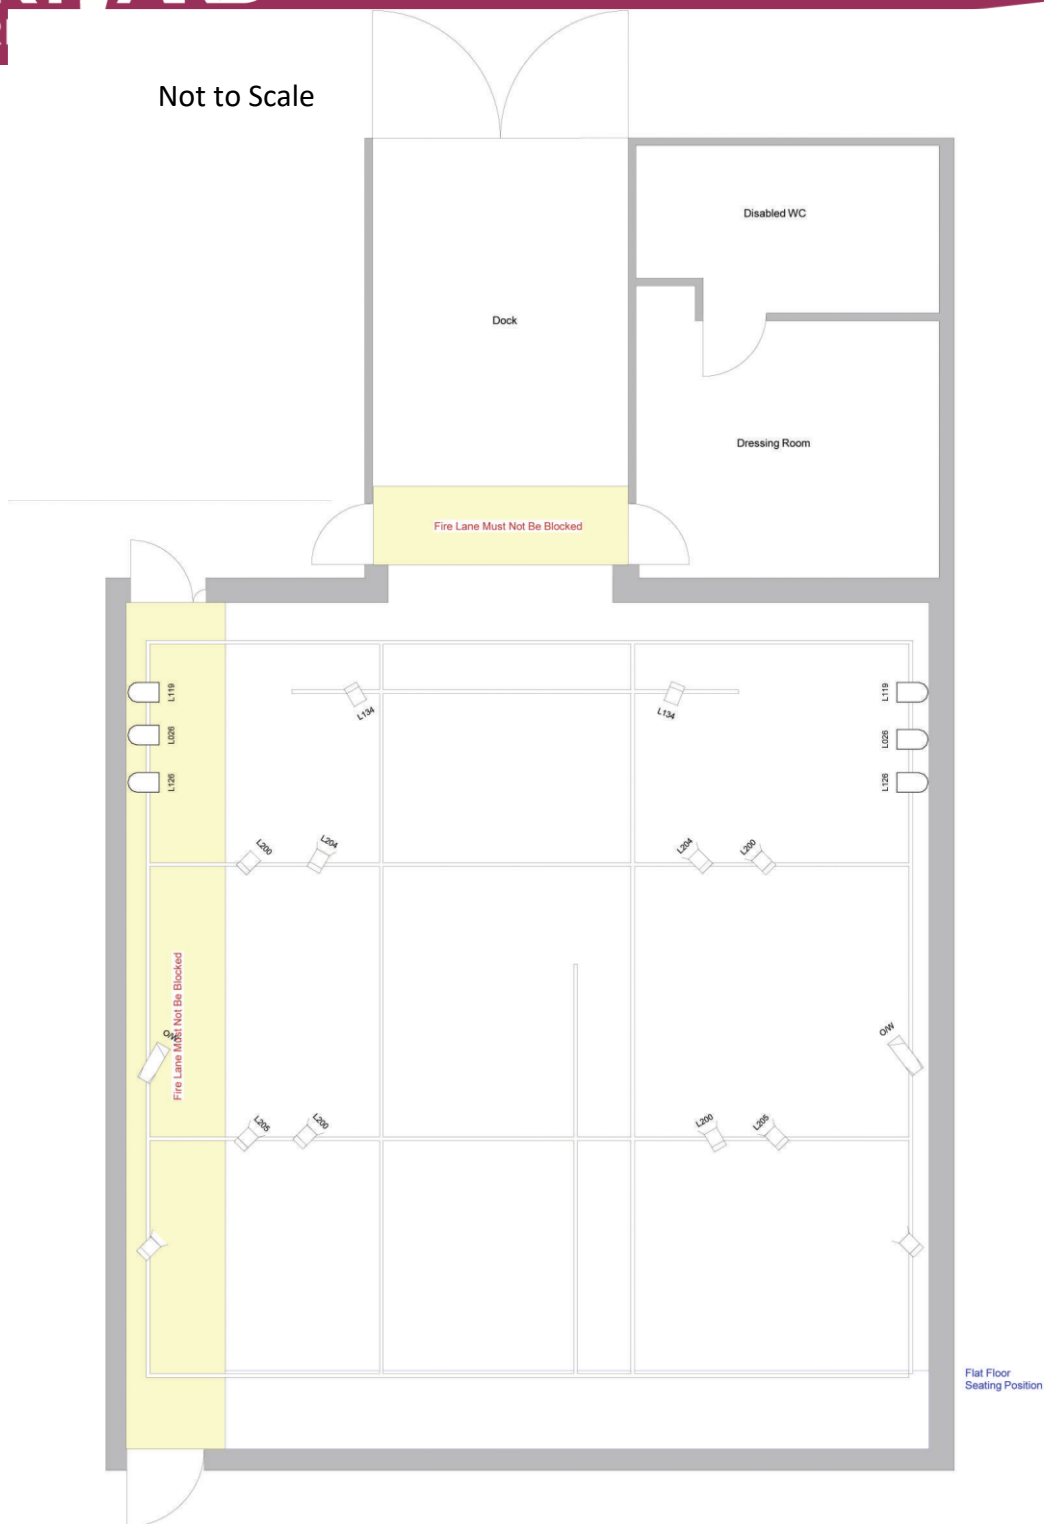 Not to Scale
Disabled WC
Dock
Dressing Room
Fire Lane Must Not Be Blocked
L119
L119
L134
L134
L026
L026
L126
L126
L200
L204
L204
L200
Fire Lane Must Not Be Blocked
O/W
O/W
L205
L200
L200
L205
Flat Floor
Seating Position